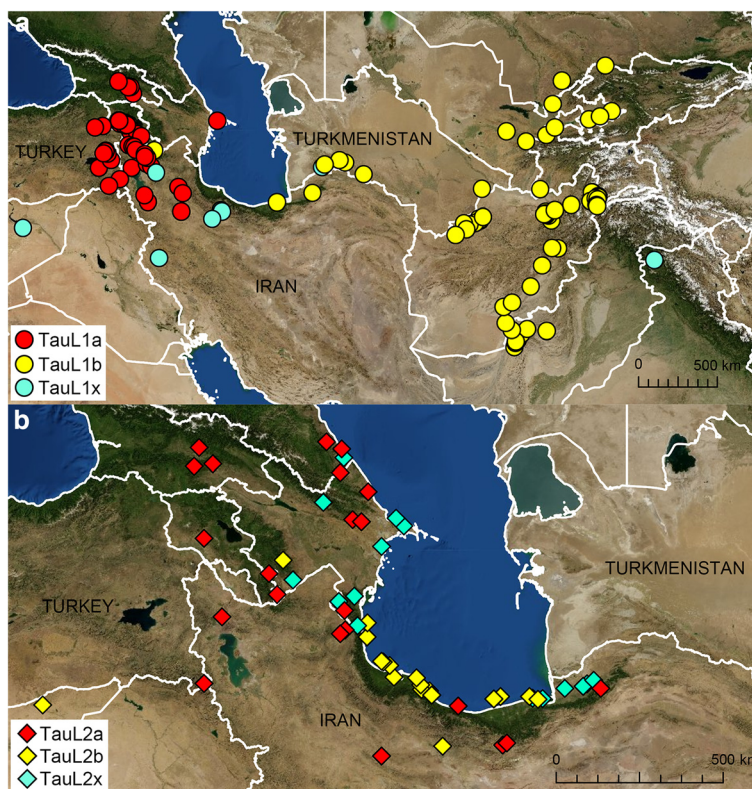 a
TURKEY
TURKMENISTAN
IRAN
TauL1a
TauL1b
TauL1x
0 500 km
b
TURKMENISTAN
TURKEY
IRAN
TauL2a
TauL2b
TauL2x
0 500 km